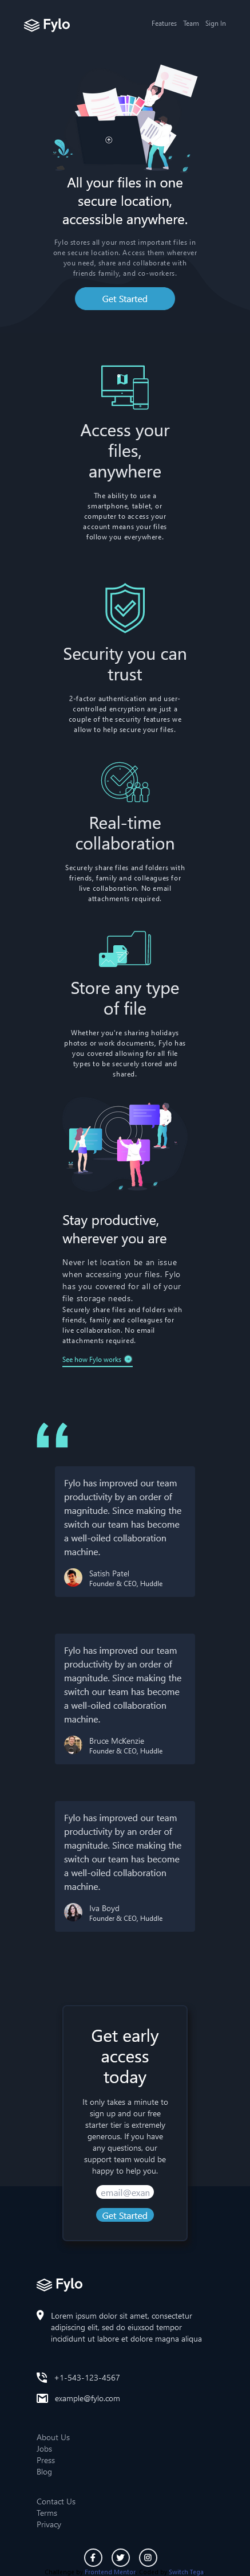 Fylo
Features Team Sign In
All your files in one
secure location,
accessible anywhere.
Fylo stores all your most important files in
one secure location. Access them wherever
you need, share and collaborate with
friends family, and co-workers.
Get Started
Access your
files,
anywhere
The ability to use a
smartphone, tablet, or
computer to access your
account means your files
follow you everywhere.
Security you can
trust
2-factor authentication and user-
controlled encryption are just a
couple of the security features we
allow to help secure your files.
Real-time
collaboration
Securely share files and folders with
friends, family and colleagues for
live collaboration. No email
attachments required.
Store any type
of file
Whether you're sharing holidays
photos or work documents, Fylo has
you covered allowing for all file
types to be securely stored and
shared.
Stay productive,
wherever you are
Never let location be an issue
when accessing your files. Fylo
has you covered for all of your
file storage needs.
Securely share files and folders with
friends, family and colleagues for
live collaboration. No email
attachments required.
See how Fylo works
Fylo has improved our team
productivity by an order of
magnitude. Since making the
switch our team has become
a well-oiled collaboration
machine.
Satish Patel
Founder & CEO, Huddle
Fylo has improved our team
productivity by an order of
magnitude. Since making the
switch our team has become
a well-oiled collaboration
machine.
Bruce McKenzie
Founder & CEO, Huddle
Fylo has improved our team
productivity by an order of
magnitude. Since making the
switch our team has become
a well-oiled collaboration
machine.
Iva Boyd
Founder & CEO, Huddle
Get early
access
today
It only takes a minute to
sign up and our free
starter tier is extremely
generous. If you have
any questions, our
support team would be
happy to help you.
email@exan
Get Started
Fylo
Lorem ipsum dolor sit amet, consectetur
adipiscing elit, sed do eiuxsod tempor
incididunt ut labore et dolore magna aliqua
+1-543-123-4567
example@fylo.com
About Us
Jobs
Press
Blog
Contact Us
Terms
Privacy
Frontend Mentor Switch Tega